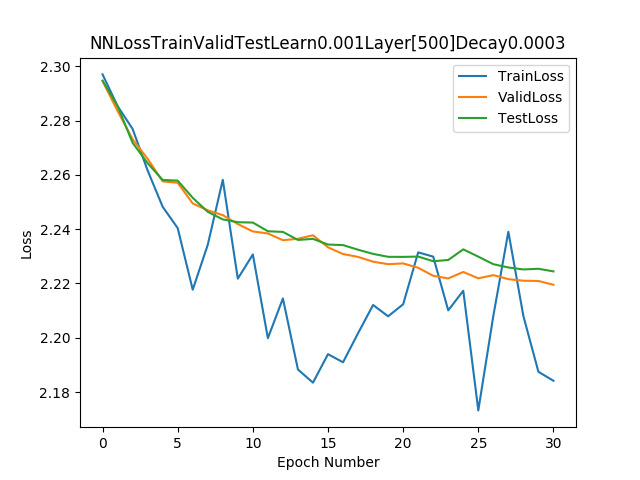 NNLossTrainValidTestLearn0.001Layer[500]Decay0.0003
TrainLoss
ValidLoss
TestLoss
Loss
2.30
2.28
2.26
2.24
2.22
2.20
2.18
0 5 10 15 20 25 30
Epoch Number